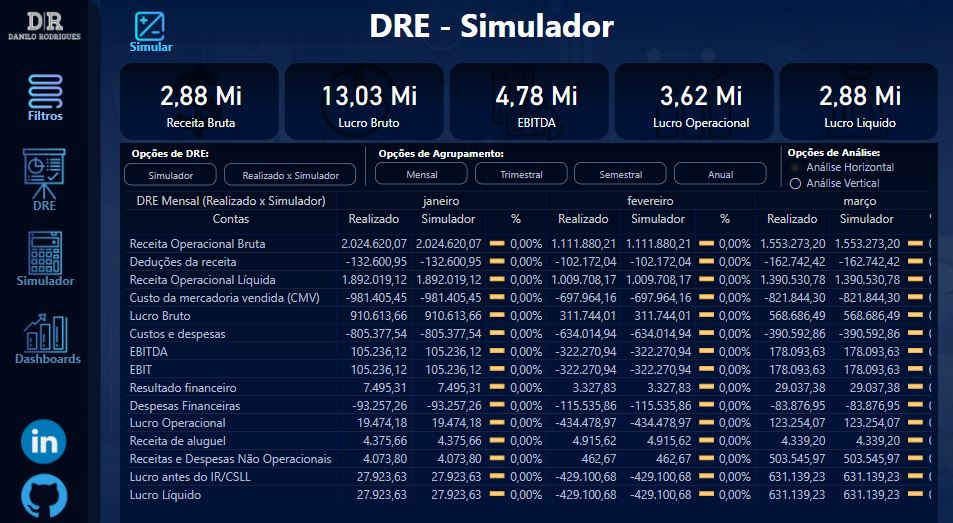 D|R
DANILO RODRIGUES
Filtros
DRE
Simulador
Dashboards
in
Simular
DRE - Simulador
2,88 Mi
Receita Bruta
13,03 Mi
Lucro Bruto
4,78 Mi
EBITDA
3,62 Mi
Lucro Operacional
2,88 Mi
Lucro Liquido
Opções de DRE:
Simulador
Realizado x Simulador
Opções de Agrupamento:
Mensal
Trimestral
Semestral
Anual
Opções de Análise:
Análise Horizontal
Análise Vertical
DRE Mensal (Realizado x Simulador) janeiro fevereiro março
Contas Realizado Simulador % Realizado Simulador % Realizado Simulador
Receita Operacional Bruta 2.024.620,07 2.024.620,07 0,00% 1.111.880,21 1.111.880,21 0,00% 1.553.273,20 1.553.273,20
Deduções da receita -132.600,95 -132.600,95 0,00% -102.172,04 -102.172,04 0,00% -162.742,42 -162.742,42
Receita Operacional Líquida 1.892.019,12 1.892.019,12 0,00% 1.009.708,17 1.009.708,17 0,00% 1.390.530,78 1.390.530,78
Custo da mercadoria vendida (CMV) -981.405,45 -981.405,45 0,00% -697.964,16 -697.964,16 0,00% -821.844,30 -821.844,30
Lucro Bruto 910.613,66 910.613,66 0,00% 311.744,01 311.744,01 0,00% 568.686,49 568.686,49
Custos e despesas -805.377,54 -805.377,54 0,00% -634.014,94 -634.014,94 0,00% -390.592,86 -390.592,86
EBITDA 105.236,12 105.236,12 0,00% -322.270,94 -322.270,94 0,00% 178.093,63 178.093,63
EBIT 105.236,12 105.236,12 0,00% -322.270,94 -322.270,94 0,00% 178.093,63 178.093,63
Resultado financeiro 7.495,31 7.495,31 0,00% 3.327,83 3.327,83 0,00% 29.037,38 29.037,38
Despesas Financeiras -93.257,26 -93.257,26 0,00% -115.535,86 -115.535,86 0,00% -83.876,95 -83.876,95
Lucro Operacional 19.474,18 19.474,18 0,00% -434.478,97 -434.478,97 0,00% 123.254,07 123.254,07
Receita de aluguel 4.375,66 4.375,66 0,00% 4.915,62 4.915,62 0,00% 4.339,20 4.339,20
Receitas e Despesas Não Operacionais 4.073,80 4.073,80 0,00% 462,67 462,67 0,00% 503.545,97 503.545,97
Lucro antes do IR/CSLL 27.923,63 27.923,63 0,00% -429.100,68 -429.100,68 0,00% 631.139,23 631.139,23
Lucro Líquido 27.923,63 27.923,63 0,00% -429.100,68 -429.100,68 0,00% 631.139,23 631.139,23